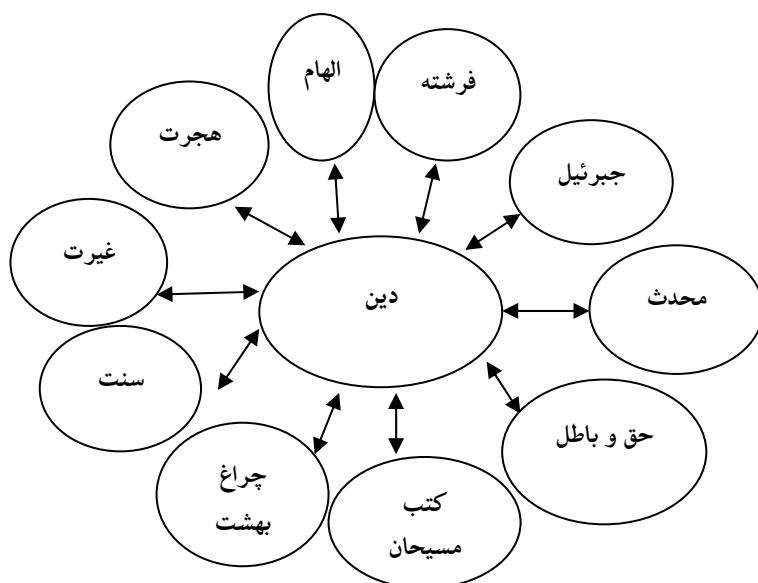 الهام
فرشته
هجرت
جبرئیل
غیرت
دین
محدث
سنت
حق و باطل
چراغ
بهشت
کتب
مسیحان